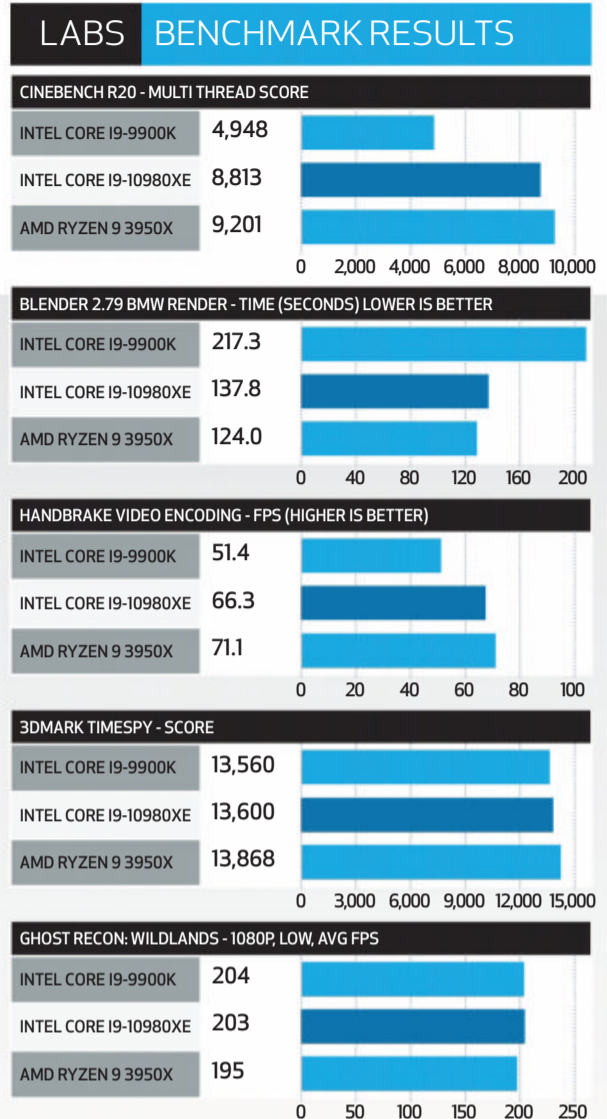 LABS BENCHMARK RESULTS
CINEBENCH R20 - MULTI THREAD SCORE
INTEL CORE I9-9900K 4,948
INTEL CORE I9-10980XE 8,813
AMD RYZEN 9 3950X 9,201
0 2,000 4,000 6,000 8,000 10,000
BLENDER 2.79 BMW RENDER - TIME (SECONDS) LOWER IS BETTER
INTEL CORE I9-9900K 217.3
INTEL CORE I9-10980XE 137.8
AMD RYZEN 9 3950X 124.0
0 40 80 120 160 200
HANDBRAKE VIDEO ENCODING - FPS (HIGHER IS BETTER)
INTEL CORE I9-9900K 51.4
INTEL CORE I9-10980XE 66.3
AMD RYZEN 9 3950X 71.1
0 20 40 60 80 100
3DMARK TIMESPY - SCORE
INTEL CORE I9-9900K 13,560
INTEL CORE I9-10980XE 13,600
AMD RYZEN 9 3950X 13,868
0 3,000 6,000 9,000 12,000 15,000
GHOST RECON: WILDLANDS - 1080P, LOW, AVG FPS
INTEL CORE I9-9900K 204
INTEL CORE I9-10980XE 203
AMD RYZEN 9 3950X 195
0 50 100 150 200 250